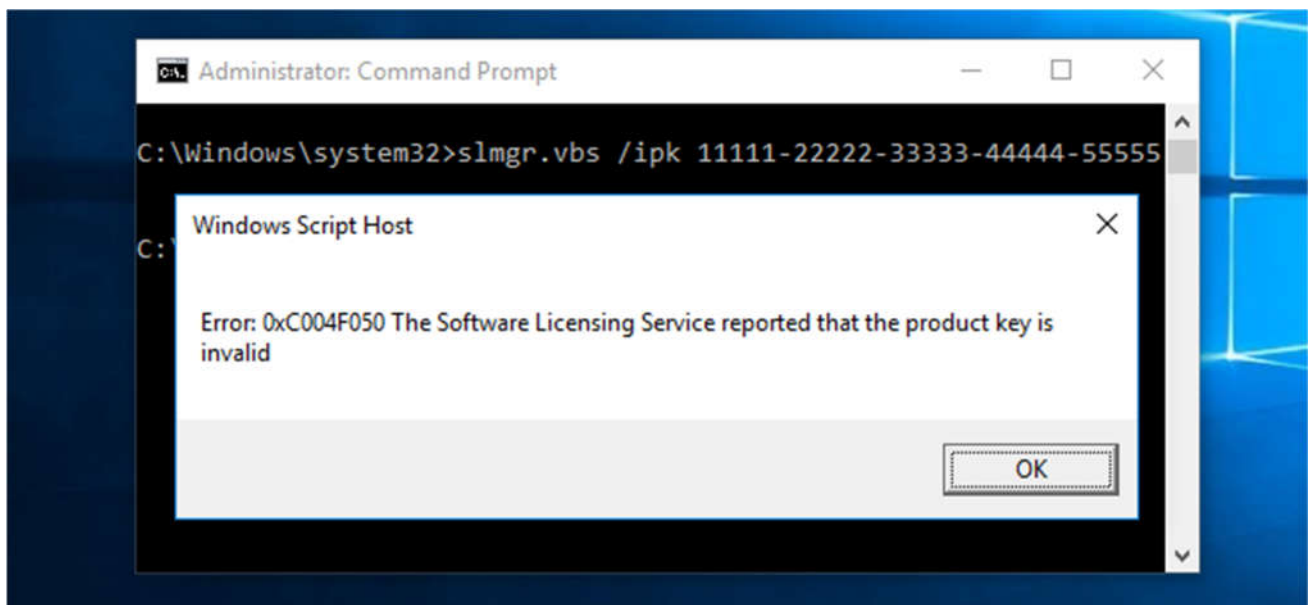 Administrator: Command Prompt
C:\Windows\system32>slmgr.vbs /ipk 11111-22222-33333-44444-55555
Windows Script Host
C:\
Error: 0xC004F050 The Software Licensing Service reported that the product key is
invalid
OK